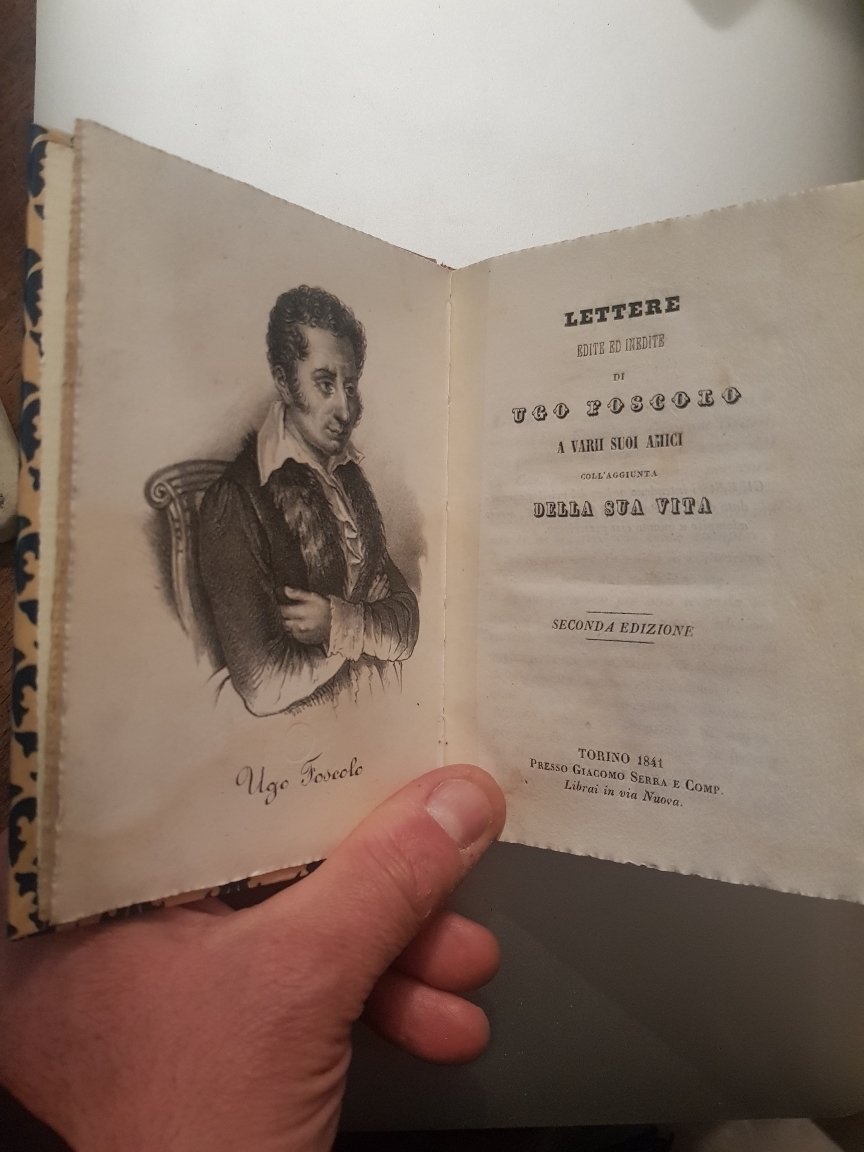 Ugo Foscolo
LETTERE
EDITE ED INEDITE
DI
UGO FOSCOLO
A VARII SUOI AMICI
COLL'AGGIUNTA
DELLA SUA VITA
SECONDA EDIZIONE
TORINO 1841
PRESSO GIACOMO SERRA E COMP.
Librai in via Nuova.